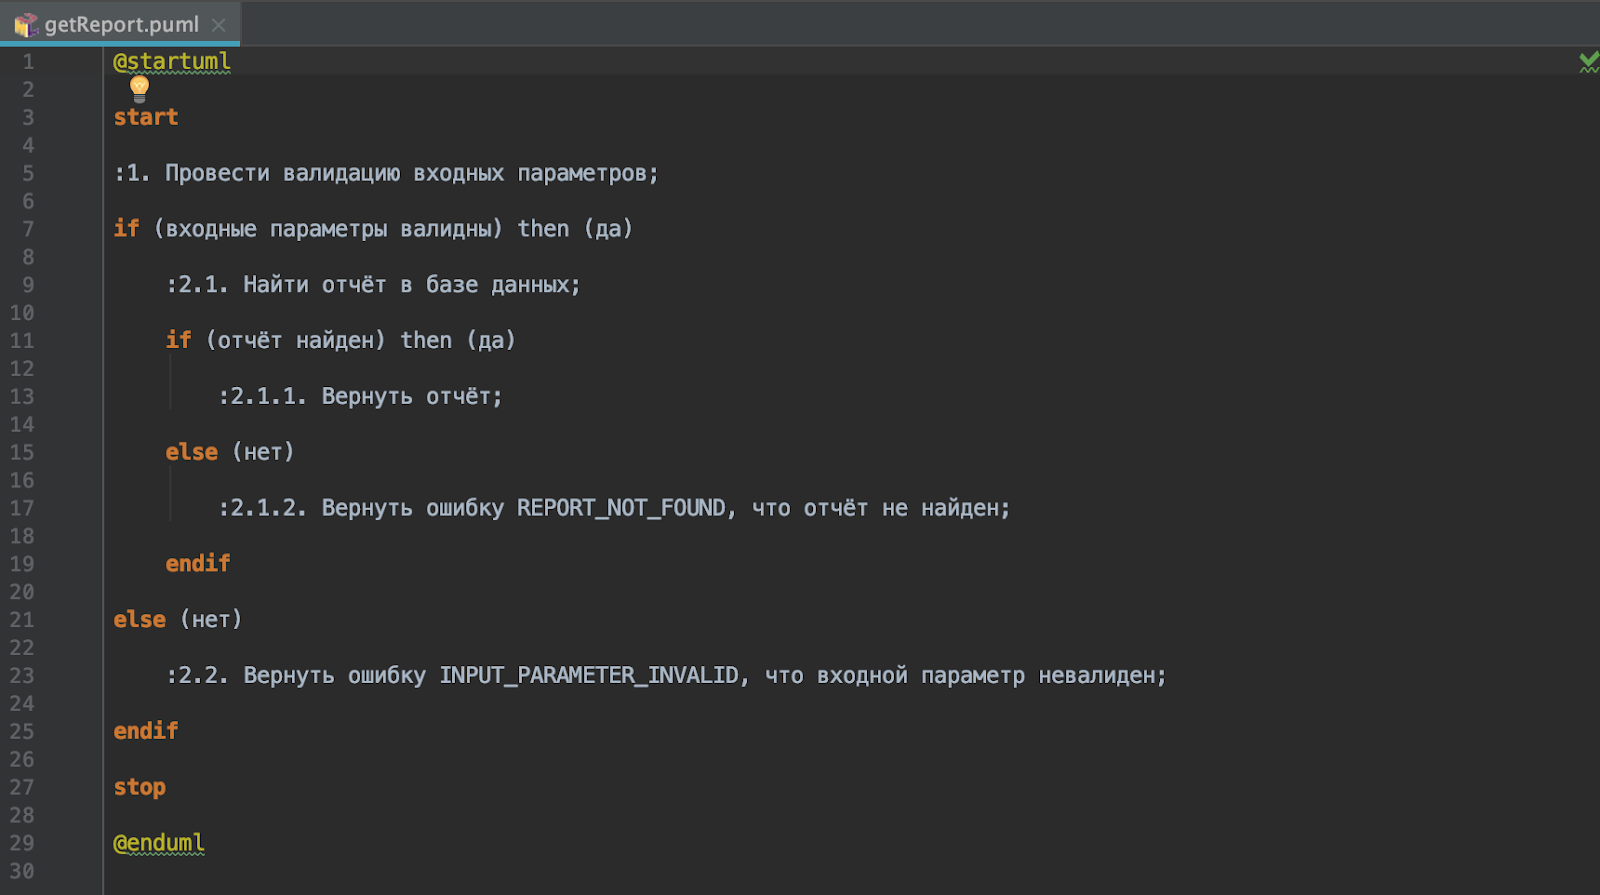 getReport.puml
1 @startuml
2
3 start
4
5 :1. Провести валидацию входных параметров;
6
7 if (входные параметры валидны) then (да)
8
9 :2.1. Найти отчёт в базе данных;
10
11 if (отчёт найден) then (да)
12
13 :2.1.1. Вернуть отчёт;
14
15 else (нет)
16
17 :2.1.2. Вернуть ошибку REPORT_NOT_FOUND, что отчёт не найден;
18
19 endif
20
21 else (нет)
22
23 :2.2. Вернуть ошибку INPUT_PARAMETER_INVALID, что входной параметр невалиден;
24
25 endif
26
27 stop
28
29 @enduml
30